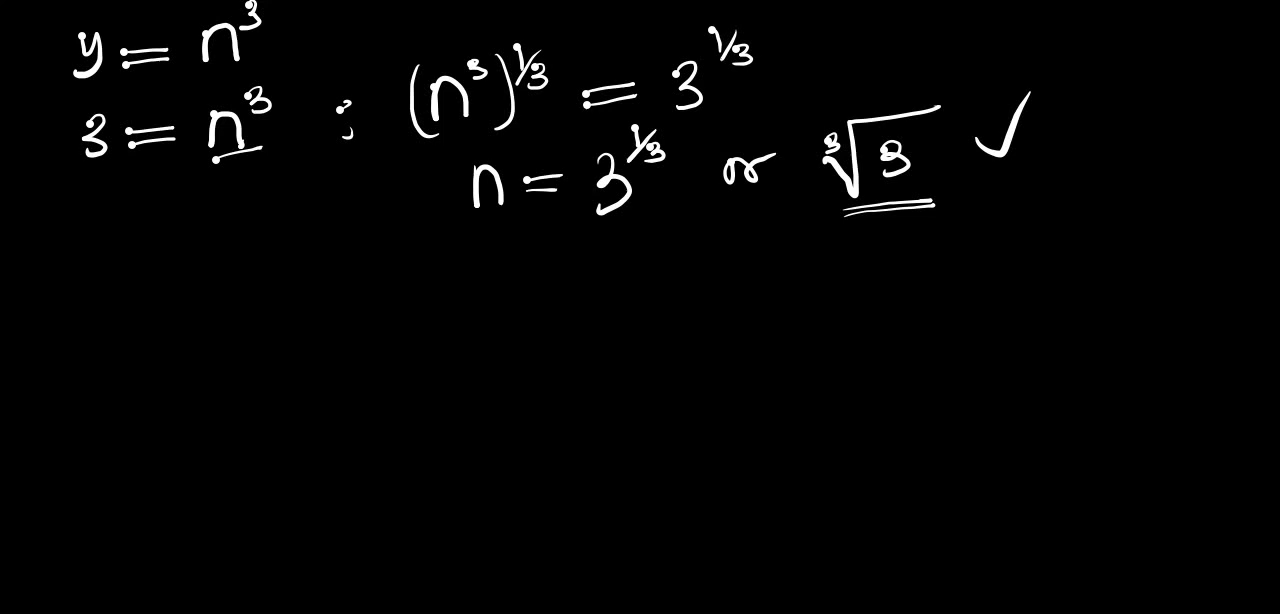 y = n³
3 = n³ ; (n³)^1/3 = 3^1/3
n = 3^1/3 or ∛3 ✓